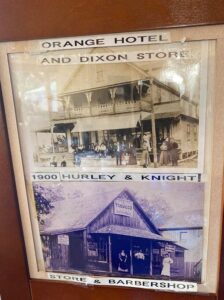 ORANGE HOTEL
AND DIXON STORE
1900 HURLEY & KNIGHT
STORE & BARBERSHOP